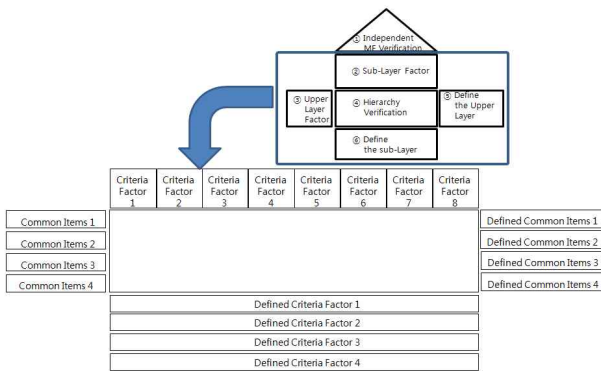 ① Independent
ME Verification
② Sub-Layer Factor
③ Upper
Layer
Factor
④ Hierarchy
Verification
⑤ Define
the Upper
Layer
⑥ Define
the sub-Layer
Criteria
Factor
1
Criteria
Factor
2
Criteria
Factor
3
Criteria
Factor
4
Criteria
Factor
5
Criteria
Factor
6
Criteria
Factor
7
Criteria
Factor
8
Common Items 1
Common Items 2
Common Items 3
Common Items 4
Defined Common Items 1
Defined Common Items 2
Defined Common Items 3
Defined Common Items 4
Defined Criteria Factor 1
Defined Criteria Factor 2
Defined Criteria Factor 3
Defined Criteria Factor 4